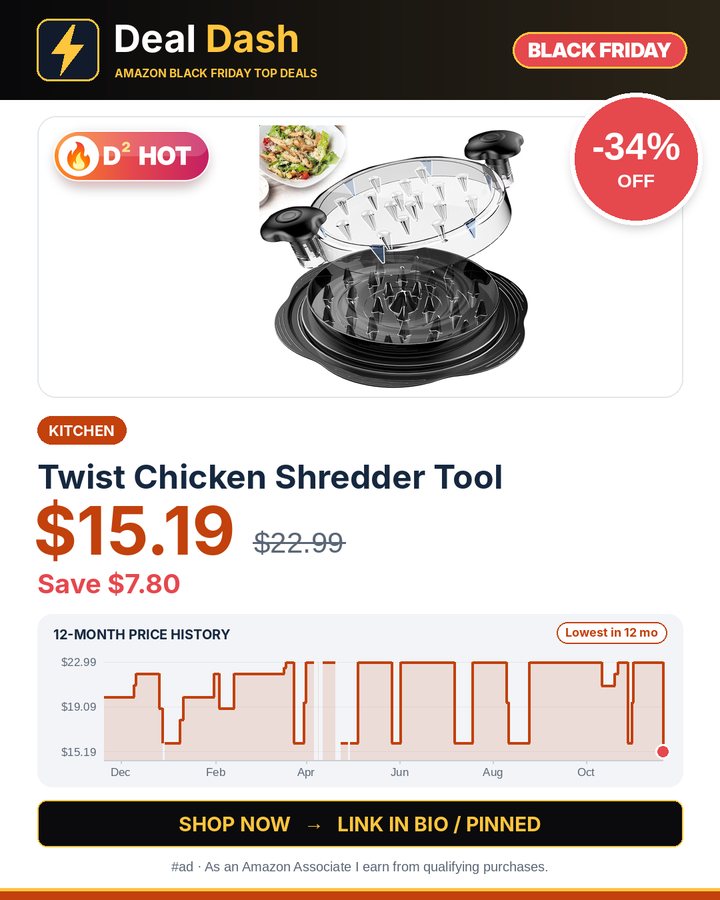 Deal Dash
AMAZON BLACK FRIDAY TOP DEALS
BLACK FRIDAY
D² HOT
-34%
OFF
KITCHEN
Twist Chicken Shredder Tool
$15.19 $22.99
Save $7.80
12-MONTH PRICE HISTORY
Lowest in 12 mo
$22.99
$19.09
$15.19
Dec Feb Apr Jun Aug Oct
SHOP NOW → LINK IN BIO / PINNED
#ad · As an Amazon Associate I earn from qualifying purchases.